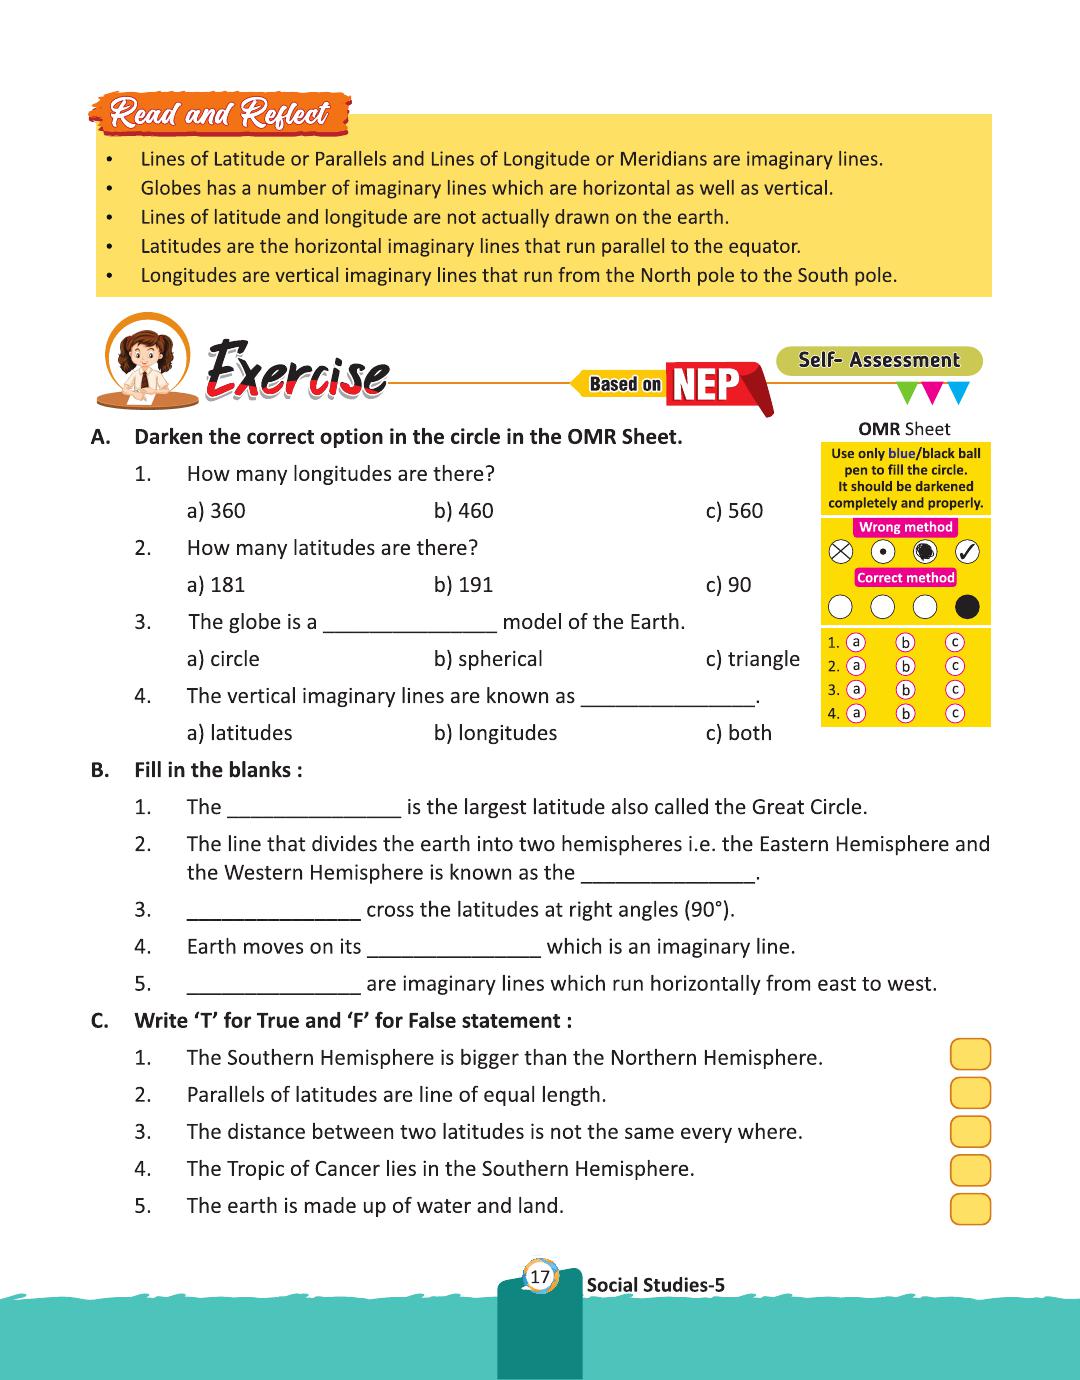 Read and Reflect
• Lines of Latitude or Parallels and Lines of Longitude or Meridians are imaginary lines.
• Globes has a number of imaginary lines which are horizontal as well as vertical.
• Lines of latitude and longitude are not actually drawn on the earth.
• Latitudes are the horizontal imaginary lines that run parallel to the equator.
• Longitudes are vertical imaginary lines that run from the North pole to the South pole.
Exercise
Based on NEP
Self- Assessment
A. Darken the correct option in the circle in the OMR Sheet.
1. How many longitudes are there?
a) 360 b) 460 c) 560
2. How many latitudes are there?
a) 181 b) 191 c) 90
3. The globe is a _______________ model of the Earth.
a) circle b) spherical c) triangle
4. The vertical imaginary lines are known as _______________.
a) latitudes b) longitudes c) both
OMR Sheet
Use only blue/black ball
pen to fill the circle.
It should be darkened
completely and properly.
Wrong method
Correct method
1. a b c
2. a b c
3. a b c
4. a b c
B. Fill in the blanks :
1. The _______________ is the largest latitude also called the Great Circle.
2. The line that divides the earth into two hemispheres i.e. the Eastern Hemisphere and
the Western Hemisphere is known as the _______________.
3. _______________ cross the latitudes at right angles (90°).
4. Earth moves on its _______________ which is an imaginary line.
5. _______________ are imaginary lines which run horizontally from east to west.
C. Write ‘T’ for True and ‘F’ for False statement :
1. The Southern Hemisphere is bigger than the Northern Hemisphere.
2. Parallels of latitudes are line of equal length.
3. The distance between two latitudes is not the same every where.
4. The Tropic of Cancer lies in the Southern Hemisphere.
5. The earth is made up of water and land.
17
Social Studies-5